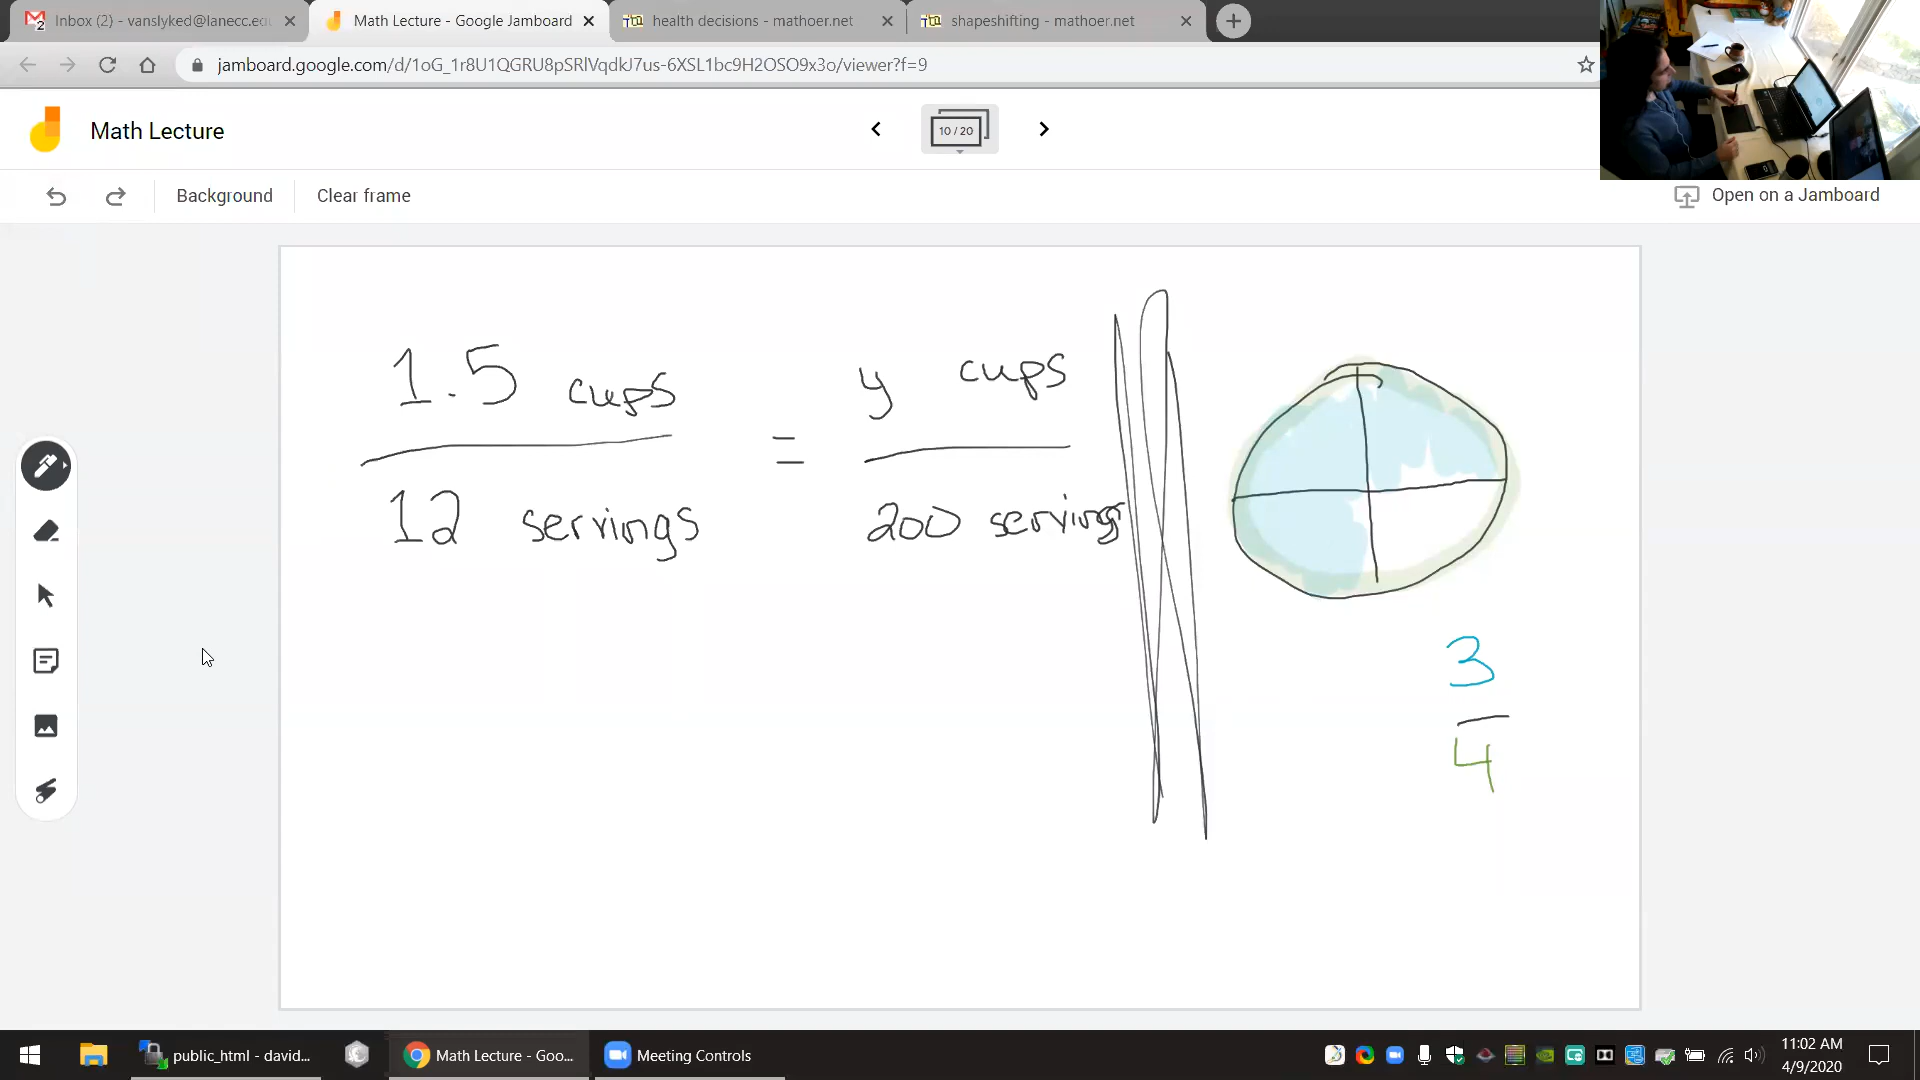 Inbox (2) - vanslyked@lanecc.edu
Math Lecture - Google Jamboard
health decisions - mathoer.net
shapeshifting - mathoer.net
jamboard.google.com/d/1oG_1r8U1QGRU8pSRlVqdkJ7us-6XSL1bc9H2OSO9x3o/viewer?f=9
Math Lecture
10 / 20
Background
Clear frame
Open on a Jamboard
1.5 cups
12 servings
=
y cups
200 servings
3
4
public_html - david...
Math Lecture - Goo...
Meeting Controls
11:02 AM
4/9/2020